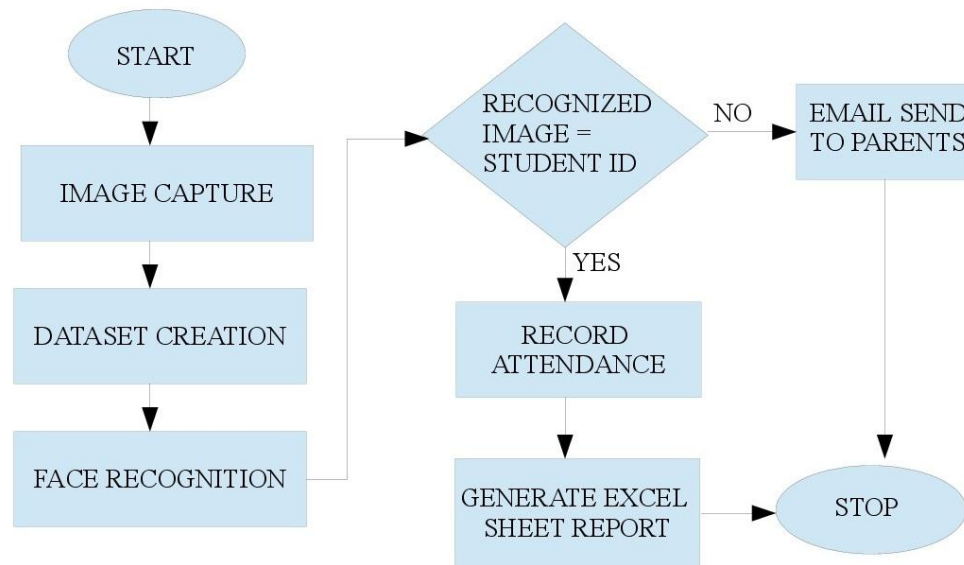 START
IMAGE CAPTURE
DATASET CREATION
FACE RECOGNITION
RECOGNIZED
IMAGE =
STUDENT ID
NO
EMAIL SEND
TO PARENTS
YES
RECORD
ATTENDANCE
GENERATE EXCEL
SHEET REPORT
STOP